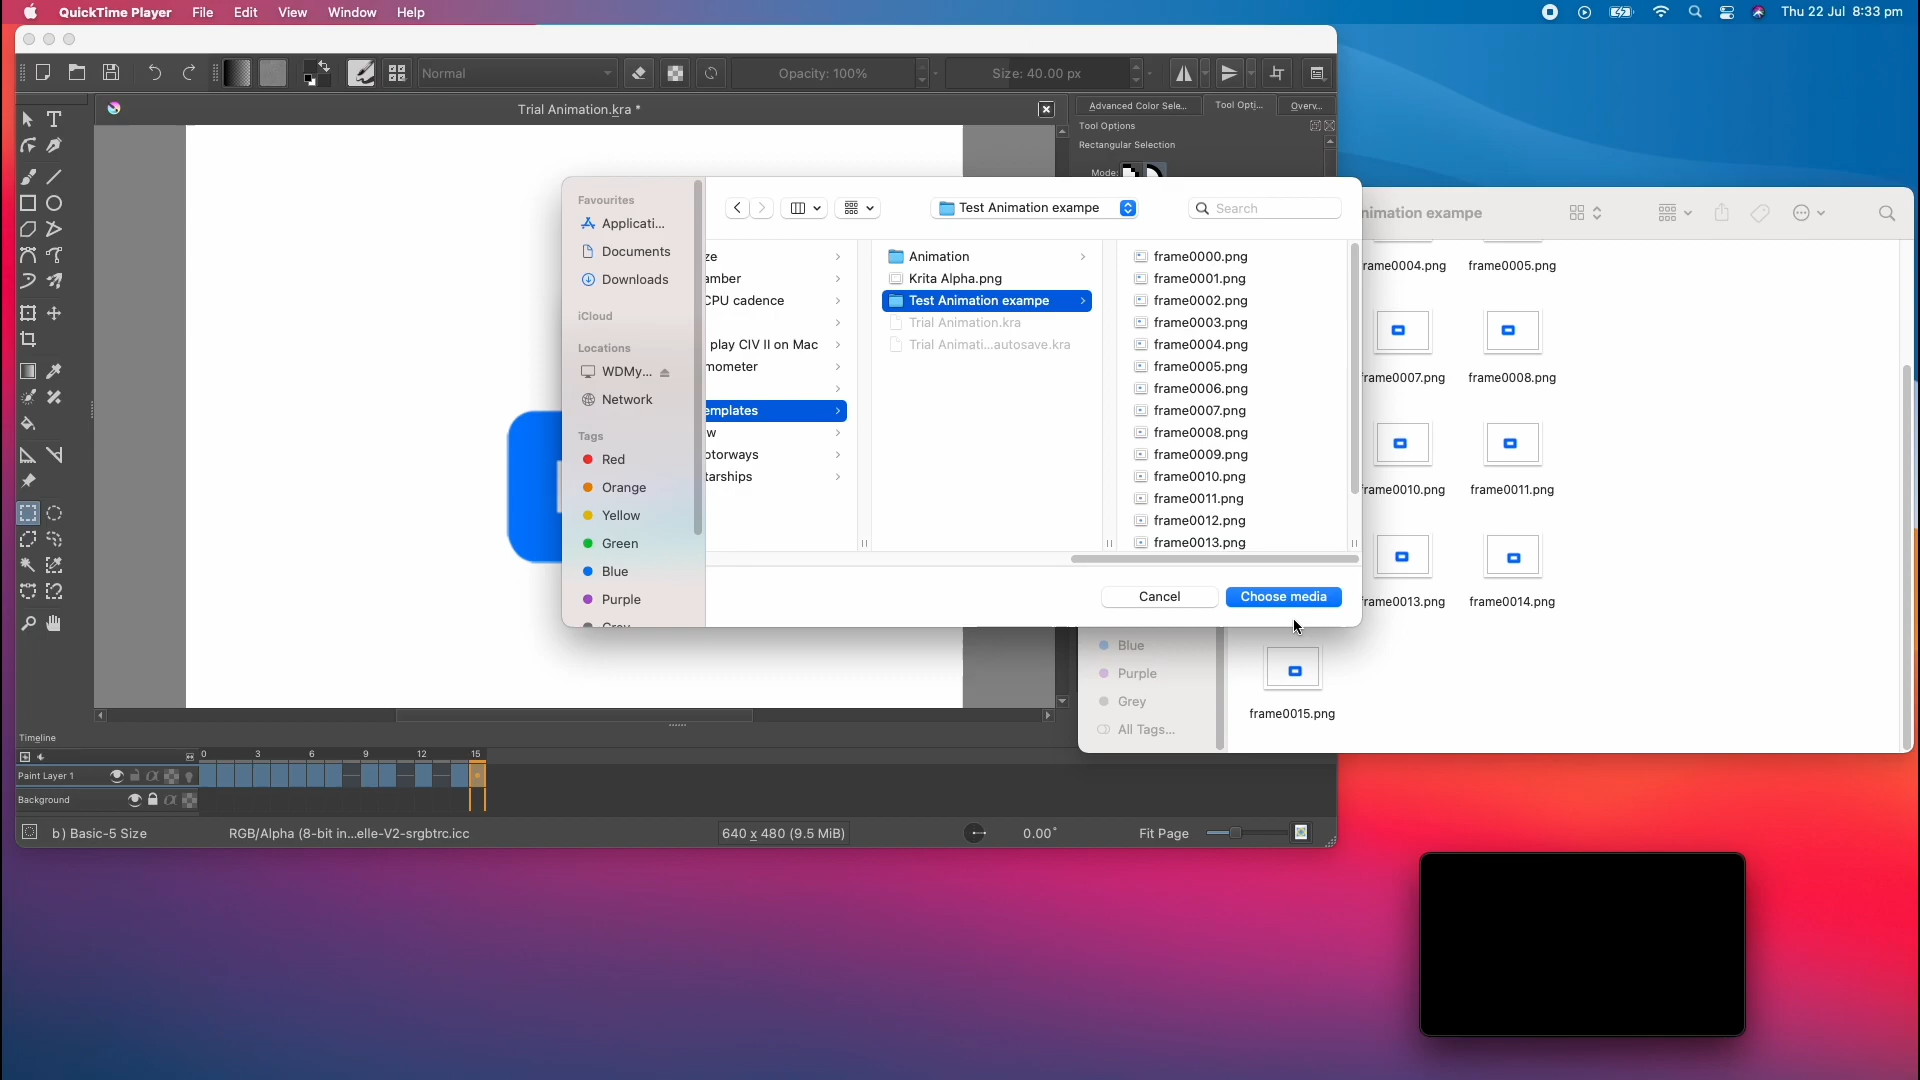 QuickTime Player File Edit View Window Help
Thu 22 Jul 8:33 pm
Normal
Opacity: 100%
Size: 40.00 px
Trial Animation.kra *
Advanced Color Sele...
Tool Opti...
Overv...
Tool Options
Rectangular Selection
Mode:
Favourites
Applicati...
Documents
Downloads
iCloud
Locations
WDMy...
Network
Tags
Red
Orange
Yellow
Green
Blue
Purple
Test Animation exampe
Search
ze
amber
CPU cadence
play CIV II on Mac
mometer
emplates
w
otorways
tarships
Animation
Krita Alpha.png
Test Animation exampe
Trial Animation.kra
Trial Animati...autosave.kra
frame0000.png
frame0001.png
frame0002.png
frame0003.png
frame0004.png
frame0005.png
frame0006.png
frame0007.png
frame0008.png
frame0009.png
frame0010.png
frame0011.png
frame0012.png
frame0013.png
Cancel
Choose media
nimation exampe
rame0004.png
frame0005.png
frame0007.png
frame0008.png
frame0010.png
frame0011.png
frame0013.png
frame0014.png
frame0015.png
Blue
Purple
Grey
All Tags...
Timeline
0 3 6 9 12 15
Paint Layer 1
Background
b) Basic-5 Size
RGB/Alpha (8-bit in...elle-V2-srgbtrc.icc
640 x 480 (9.5 MiB)
0.00°
Fit Page